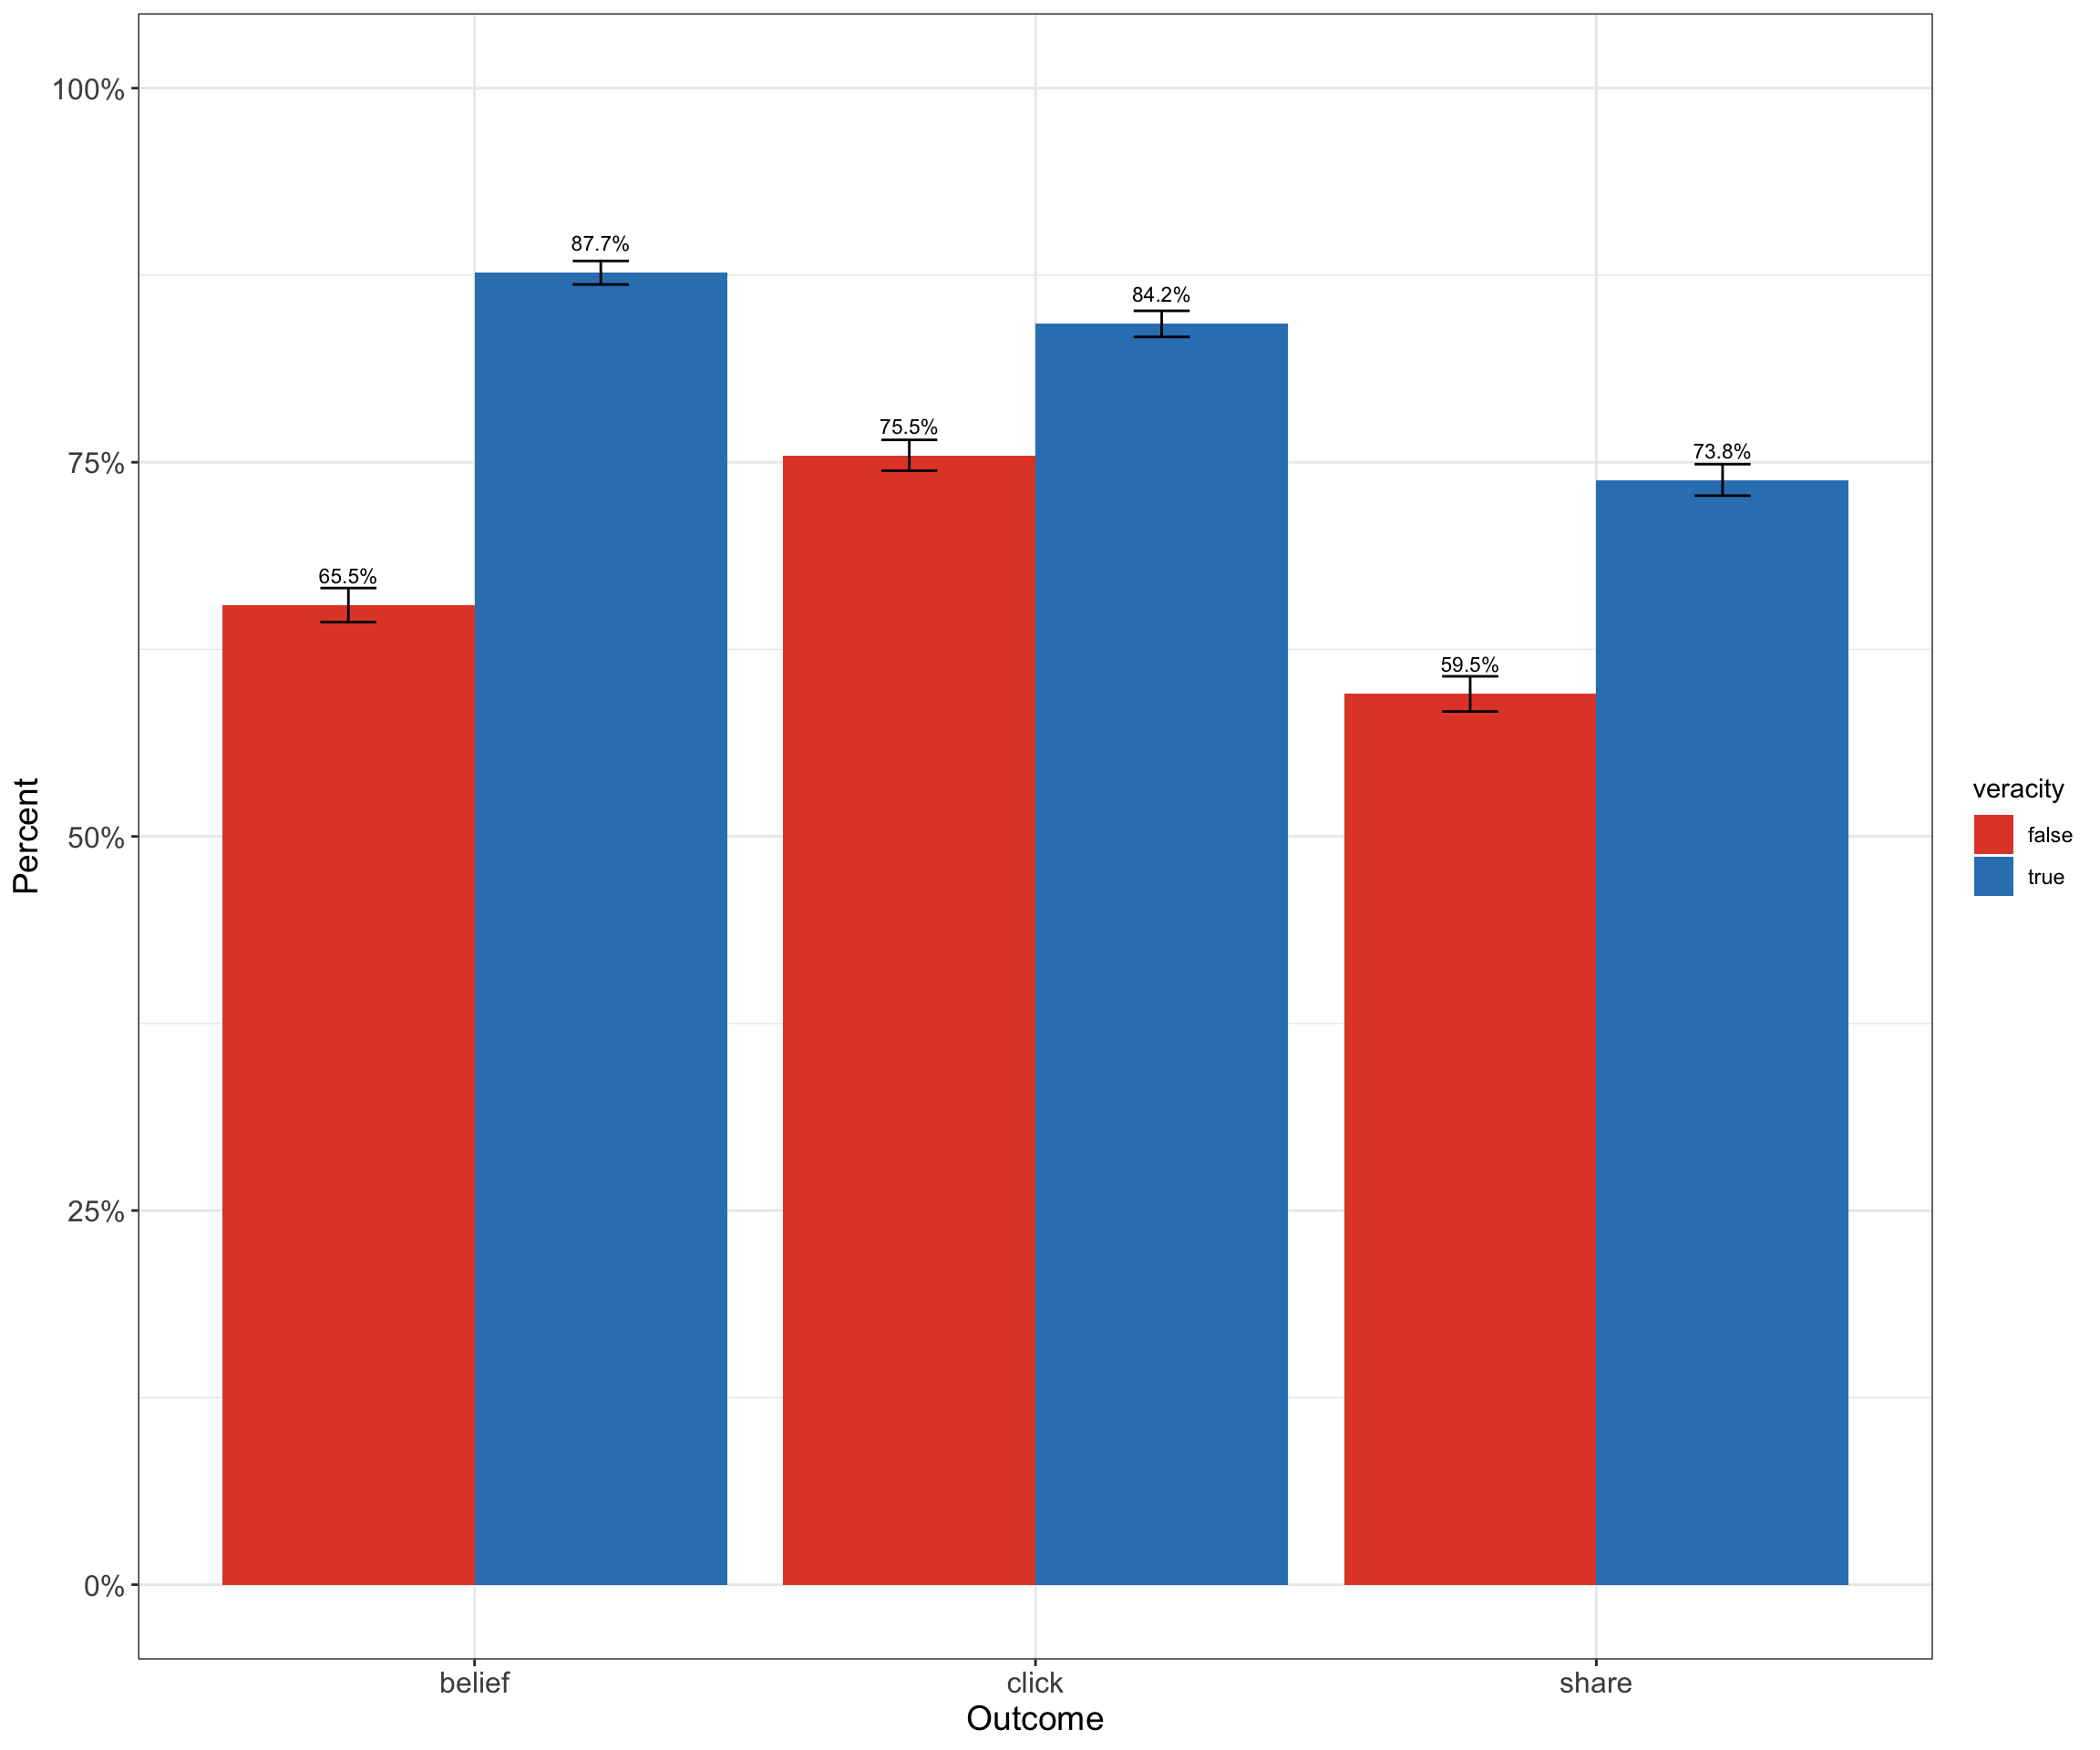 100%
75%
50%
25%
0%
Percent
65.5%
87.7%
75.5%
84.2%
59.5%
73.8%
belief
click
share
Outcome
veracity
false
true